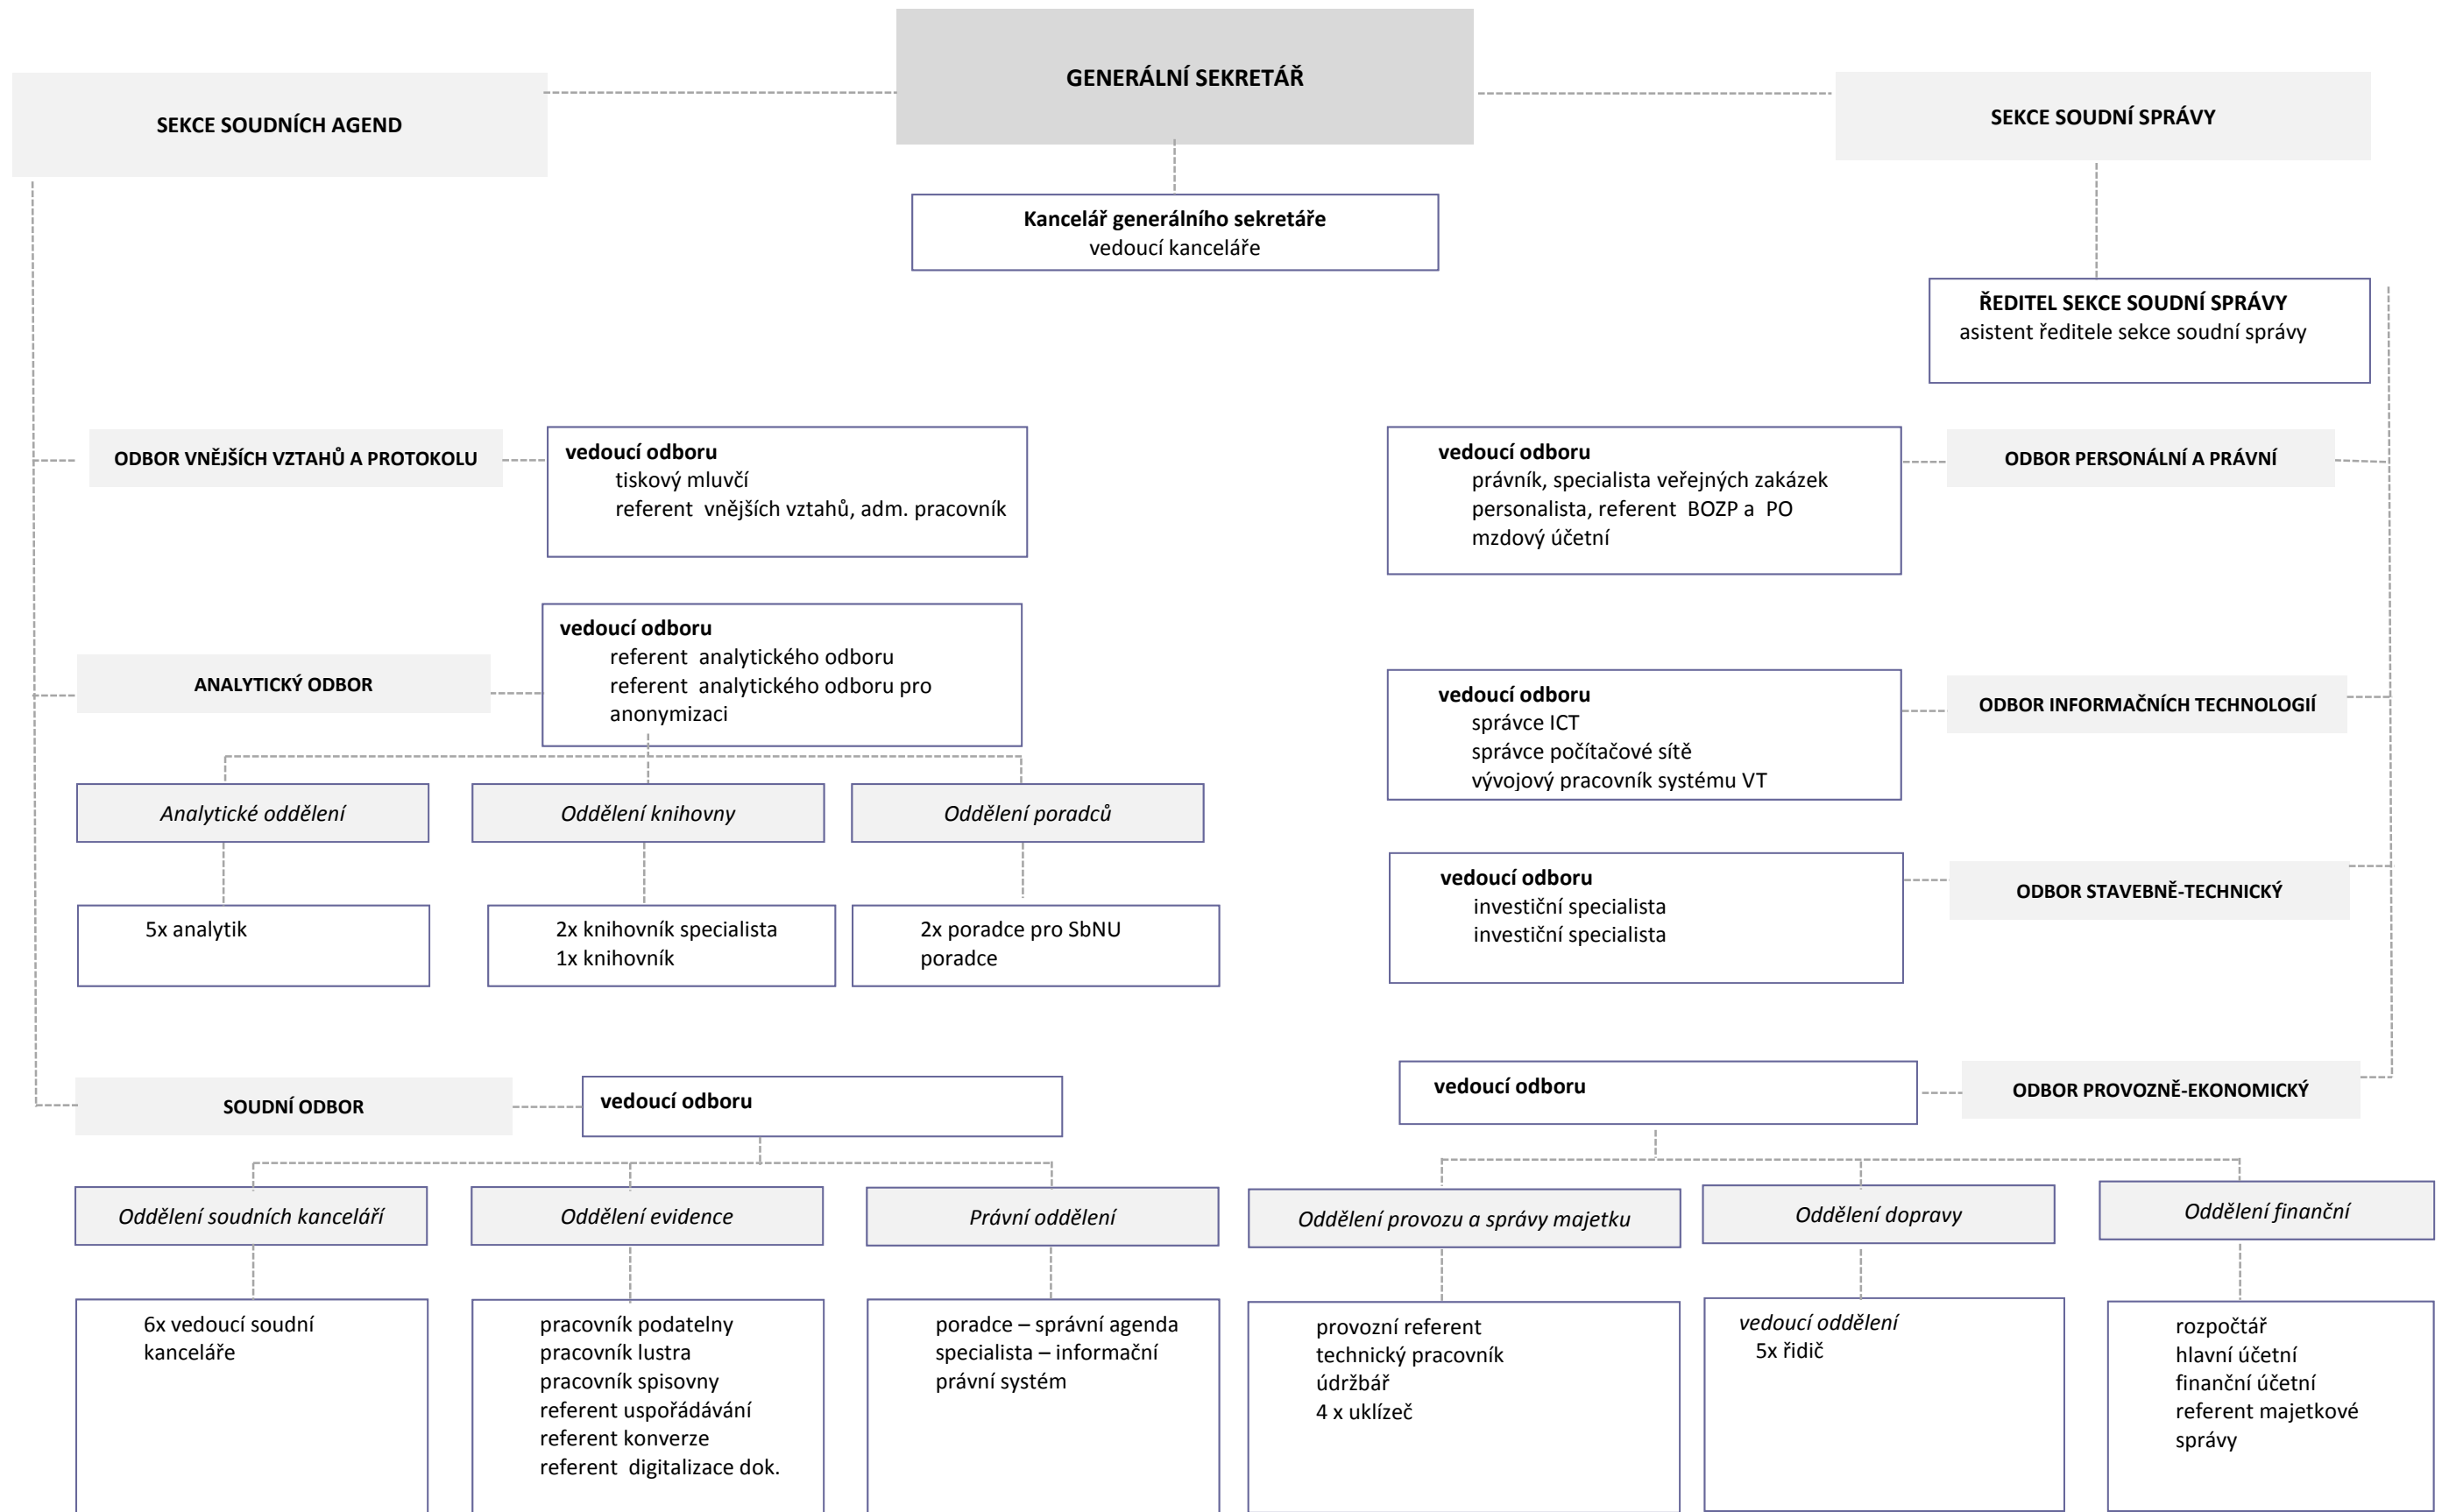 GENERÁLNÍ SEKRETÁŘ
SEKCE SOUDNÍCH AGEND
SEKCE SOUDNÍ SPRÁVY
Kancelář generálního sekretáře
vedoucí kanceláře
ŘEDITEL SEKCE SOUDNÍ SPRÁVY
asistent ředitele sekce soudní správy
ODBOR VNĚJŠÍCH VZTAHŮ A PROTOKOLU
vedoucí odboru
tiskový mluvčí
referent vnějších vztahů, adm. pracovník
vedoucí odboru
právník, specialista veřejných zakázek
personalista, referent BOZP a PO
mzdový účetní
ODBOR PERSONÁLNÍ A PRÁVNÍ
ANALYTICKÝ ODBOR
vedoucí odboru
referent analytického odboru
referent analytického odboru pro
anonymizaci
vedoucí odboru
správce ICT
správce počítačové sítě
vývojový pracovník systému VT
ODBOR INFORMAČNÍCH TECHNOLOGIÍ
Analytické oddělení
Oddělení knihovny
Oddělení poradců
5x analytik
2x knihovník specialista
1x knihovník
2x poradce pro SbNU
poradce
vedoucí odboru
investiční specialista
investiční specialista
ODBOR STAVEBNĚ-TECHNICKÝ
SOUDNÍ ODBOR
vedoucí odboru
vedoucí odboru
ODBOR PROVOZNĚ-EKONOMICKÝ
Oddělení soudních kanceláří
Oddělení evidence
Právní oddělení
Oddělení provozu a správy majetku
Oddělení dopravy
Oddělení finanční
6x vedoucí soudní
kanceláře
pracovník podatelny
pracovník lustra
pracovník spisovny
referent uspořádávání
referent konverze
referent digitalizace dok.
poradce – správní agenda
specialista – informační
právní systém
provozní referent
technický pracovník
údržbář
4 x uklízeč
vedoucí oddělení
5x řidič
rozpočtář
hlavní účetní
finanční účetní
referent majetkové
správy